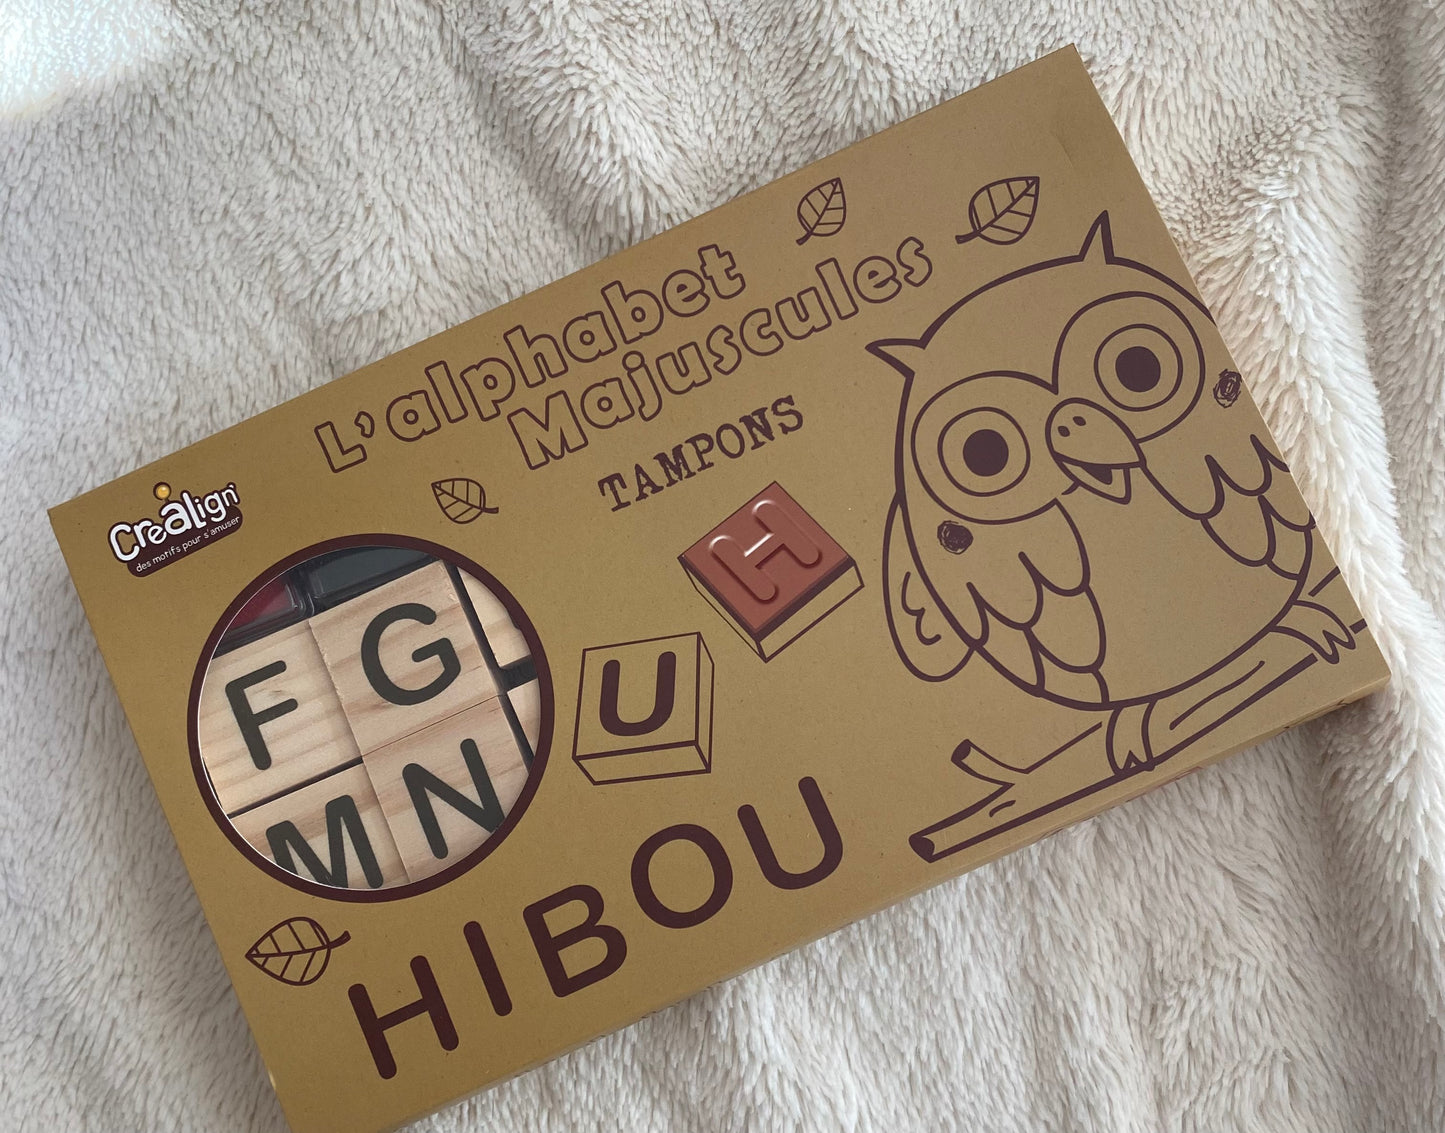 L'alphabet
Majuscules
TAMPONS
Crealign'
des motifs pour s'amuser
H
U
F G
M N
HIBOU